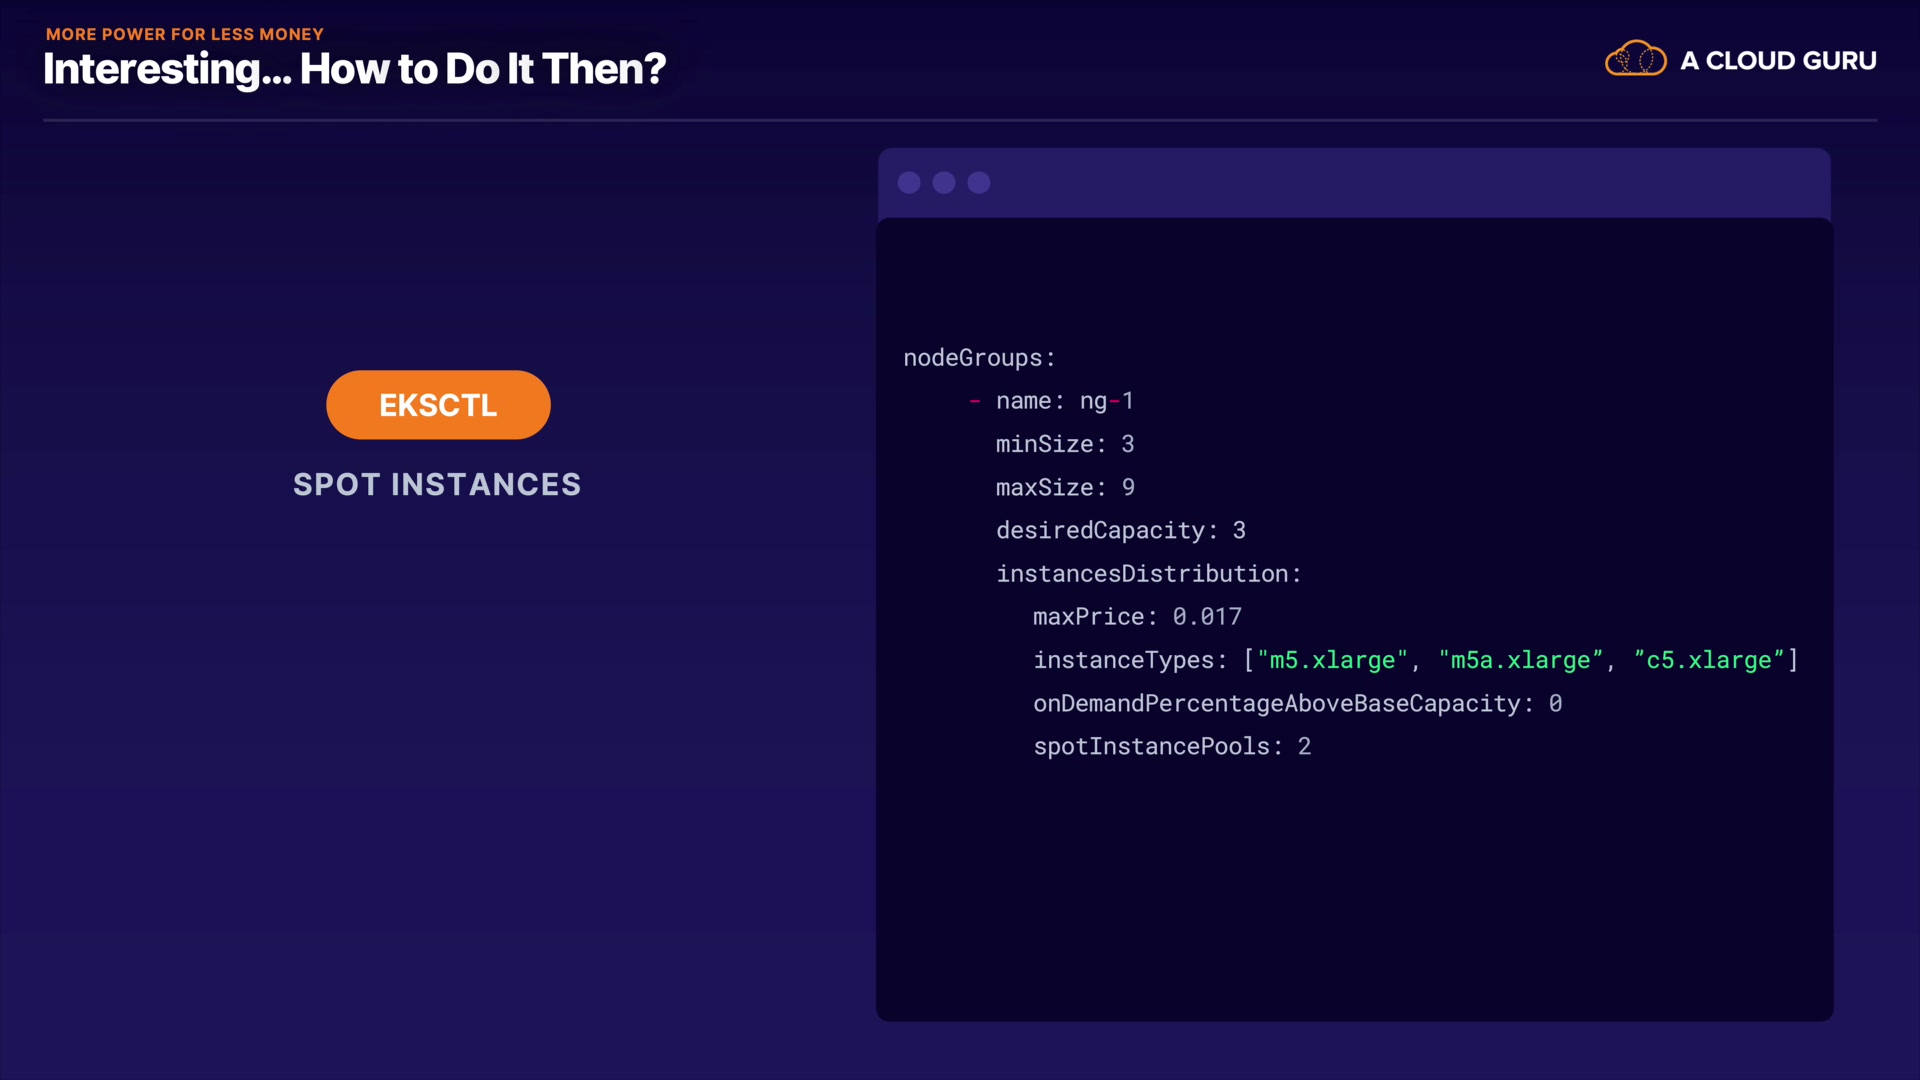 MORE POWER FOR LESS MONEY
Interesting... How to Do It Then?
A CLOUD GURU
EKSCTL
SPOT INSTANCES
nodeGroups:
- name: ng-1
minSize: 3
maxSize: 9
desiredCapacity: 3
instancesDistribution:
maxPrice: 0.017
instanceTypes: ["m5.xlarge", "m5a.xlarge”, ”c5.xlarge”]
onDemandPercentageAboveBaseCapacity: 0
spotInstancePools: 2